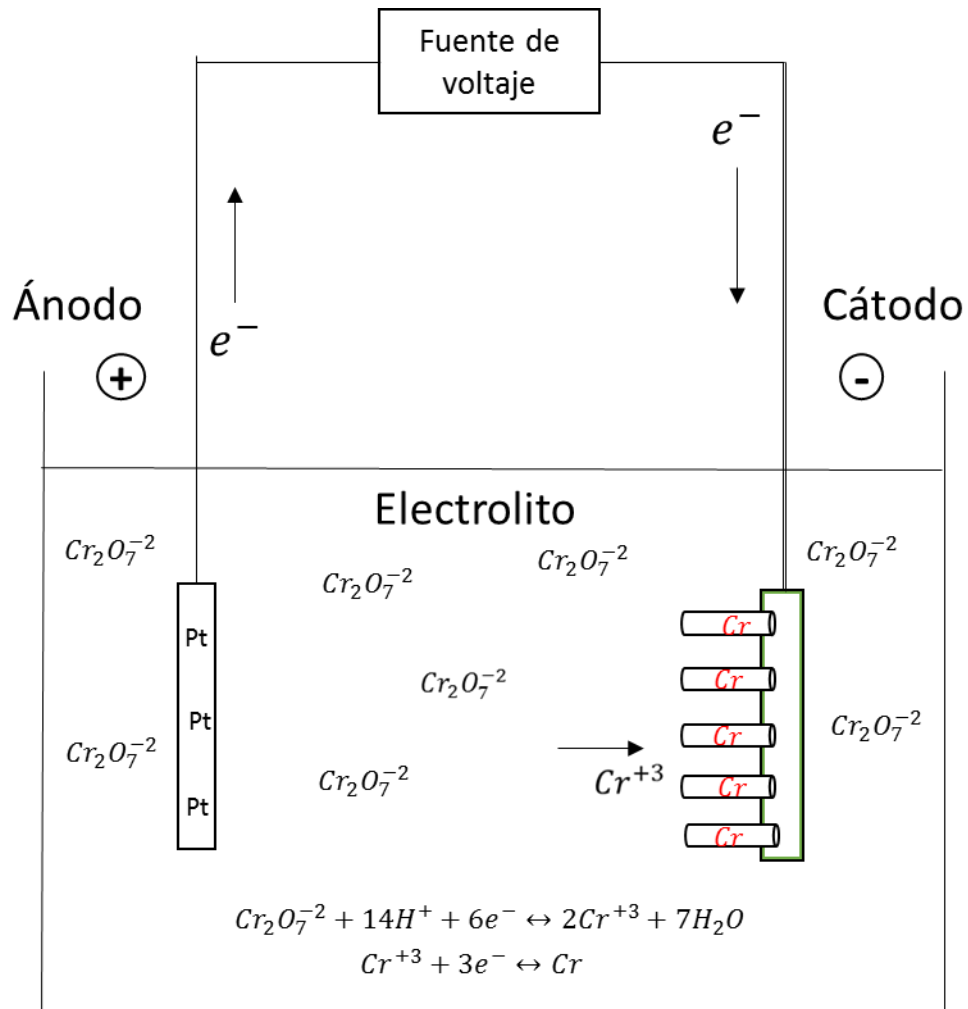 Fuente de
voltaje
e⁻
e⁻
Ánodo
Cátodo
+
-
Electrolito
Cr₂O₇⁻²
Cr₂O₇⁻²
Cr₂O₇⁻²
Cr₂O₇⁻²
Pt
Cr
Cr₂O₇⁻²
Cr
Pt
Cr₂O₇⁻²
Cr₂O₇⁻²
Cr
Cr₂O₇⁻²
Cr⁺³
Cr
Pt
Cr
Cr₂O₇⁻² + 14H⁺ + 6e⁻ ↔ 2Cr⁺³ + 7H₂O
Cr⁺³ + 3e⁻ ↔ Cr